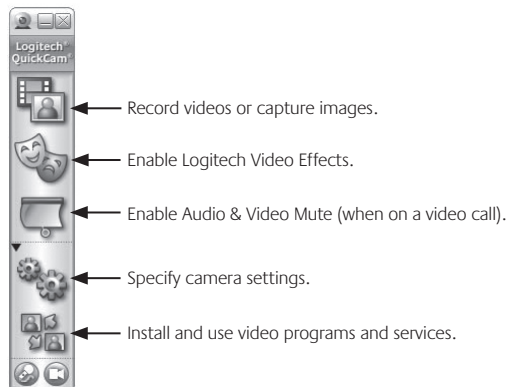 Logitech®
QuickCam®
Record videos or capture images.
Enable Logitech Video Effects.
Enable Audio & Video Mute (when on a video call).
Specify camera settings.
Install and use video programs and services.